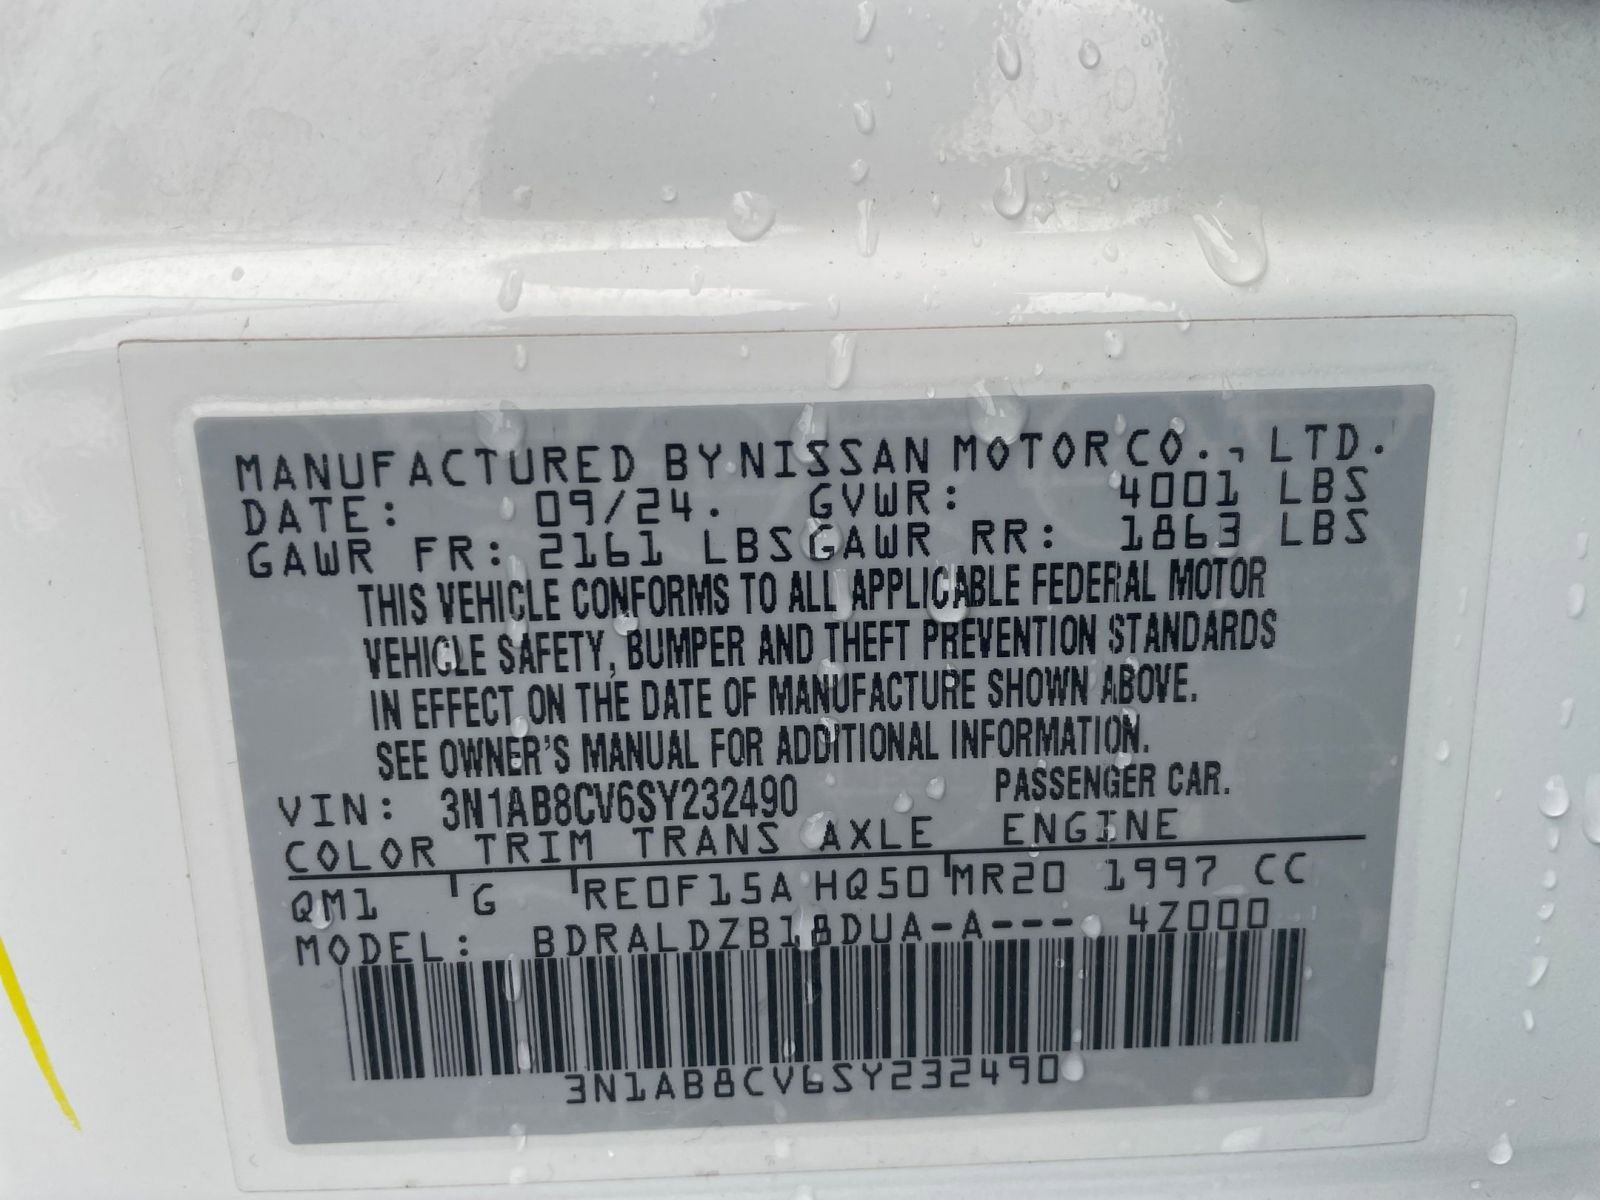 MANUFACTURED BY NISSAN MOTOR CO., LTD.
DATE: 09/24. GVWR: 4001 LBS
GAWR FR: 2161 LBS GAWR RR: 1863 LBS
THIS VEHICLE CONFORMS TO ALL APPLICABLE FEDERAL MOTOR
VEHICLE SAFETY, BUMPER AND THEFT PREVENTION STANDARDS
IN EFFECT ON THE DATE OF MANUFACTURE SHOWN ABOVE.
SEE OWNER'S MANUAL FOR ADDITIONAL INFORMATION.
VIN: 3N1AB8CV6SY232490 PASSENGER CAR.
COLOR TRIM TRANS AXLE ENGINE
QM1 G RE0F15A HQ50 MR20 1997 CC
MODEL: BDRALDZB18DUA-A--- 4Z000
3N1AB8CV6SY232490